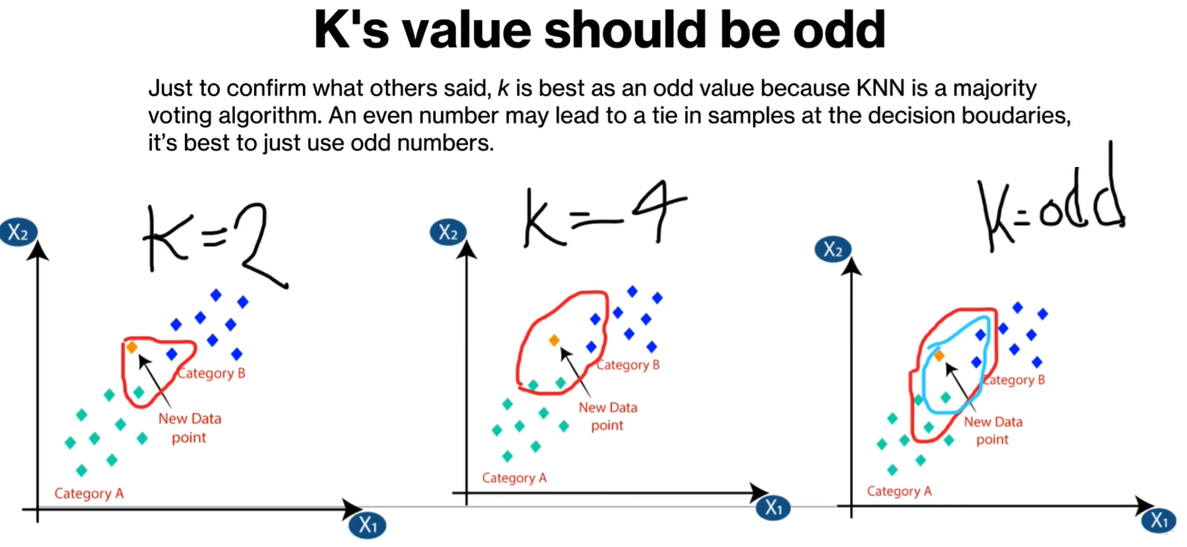 K's value should be odd
Just to confirm what others said, k is best as an odd value because KNN is a majority
voting algorithm. An even number may lead to a tie in samples at the decision boudaries,
it's best to just use odd numbers.
K=2
K=4
K=odd
X2
Category B
New Data
point
Category A
X1
X2
Category B
New Data
point
Category A
X1
X2
Category B
New Data
point
Category A
X1